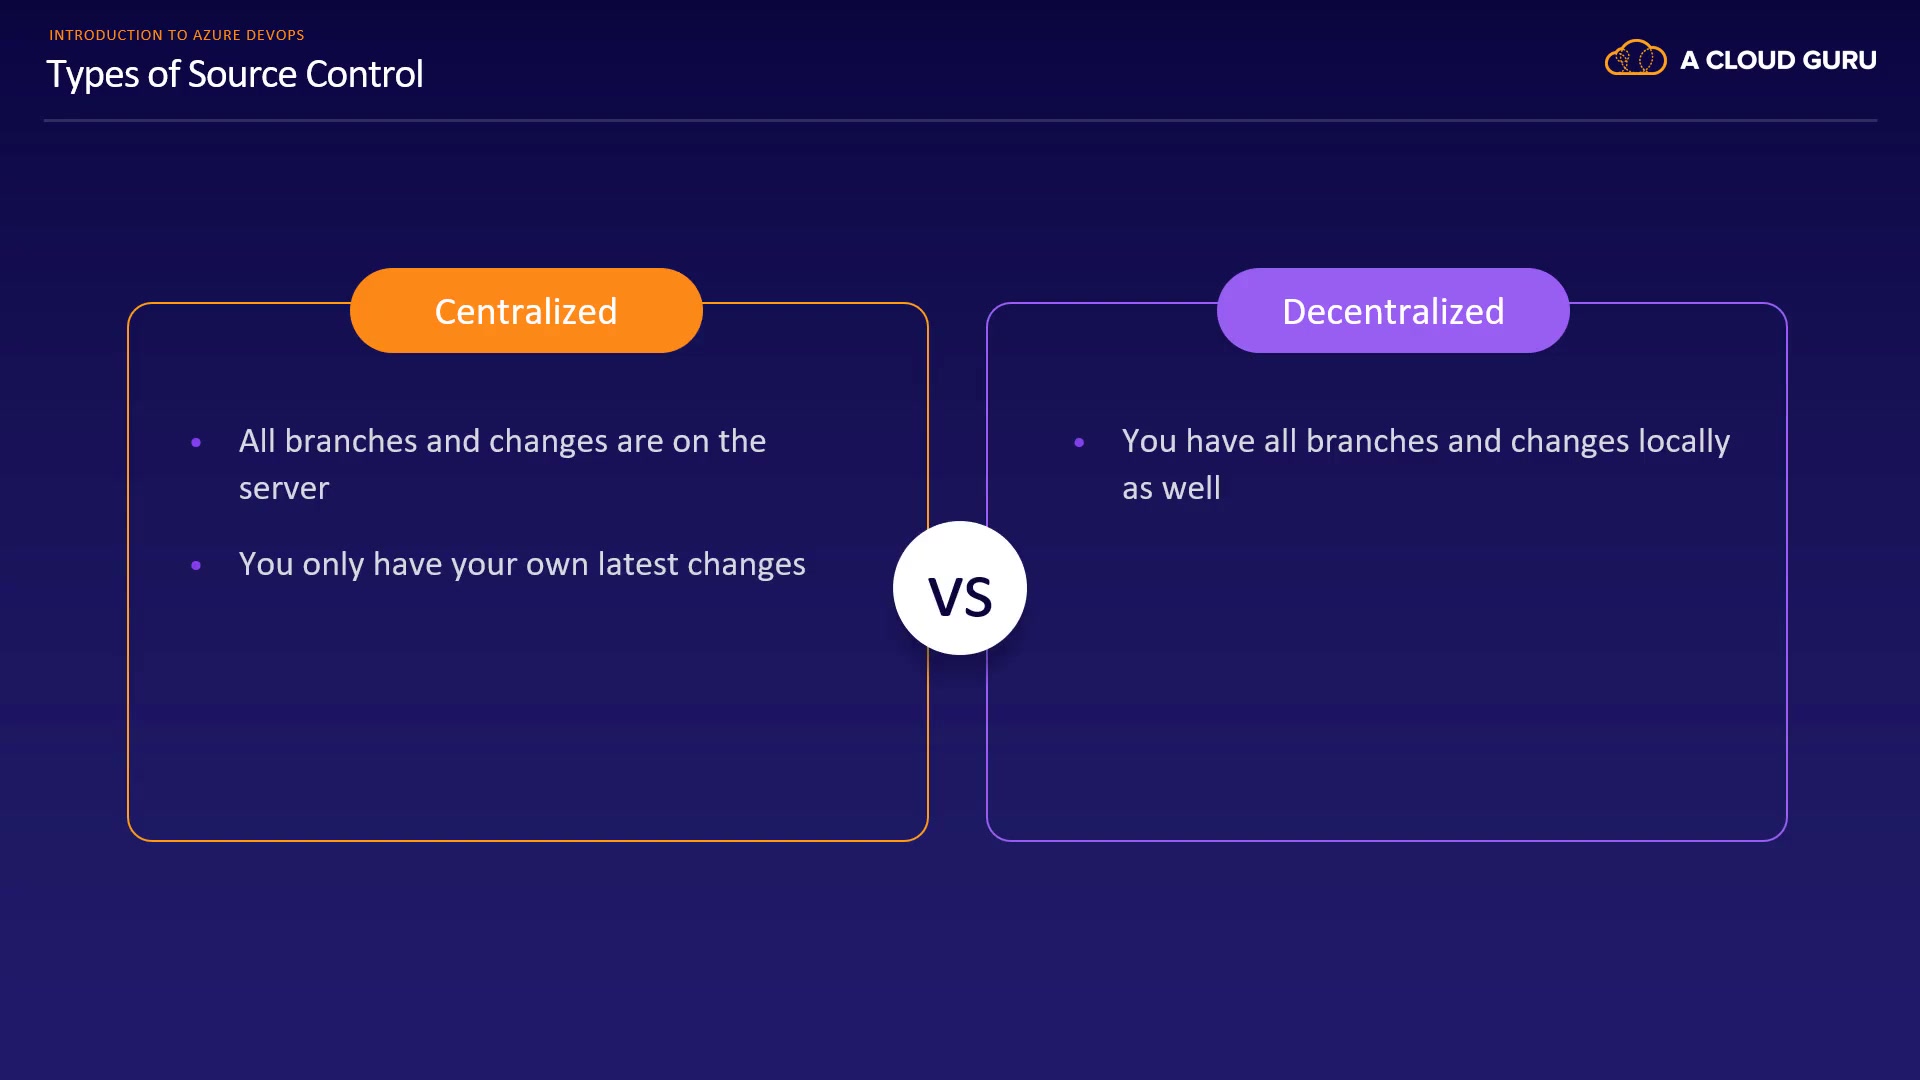 INTRODUCTION TO AZURE DEVOPS
Types of Source Control
A CLOUD GURU
Centralized
• All branches and changes are on the
server
• You only have your own latest changes
VS
Decentralized
• You have all branches and changes locally
as well